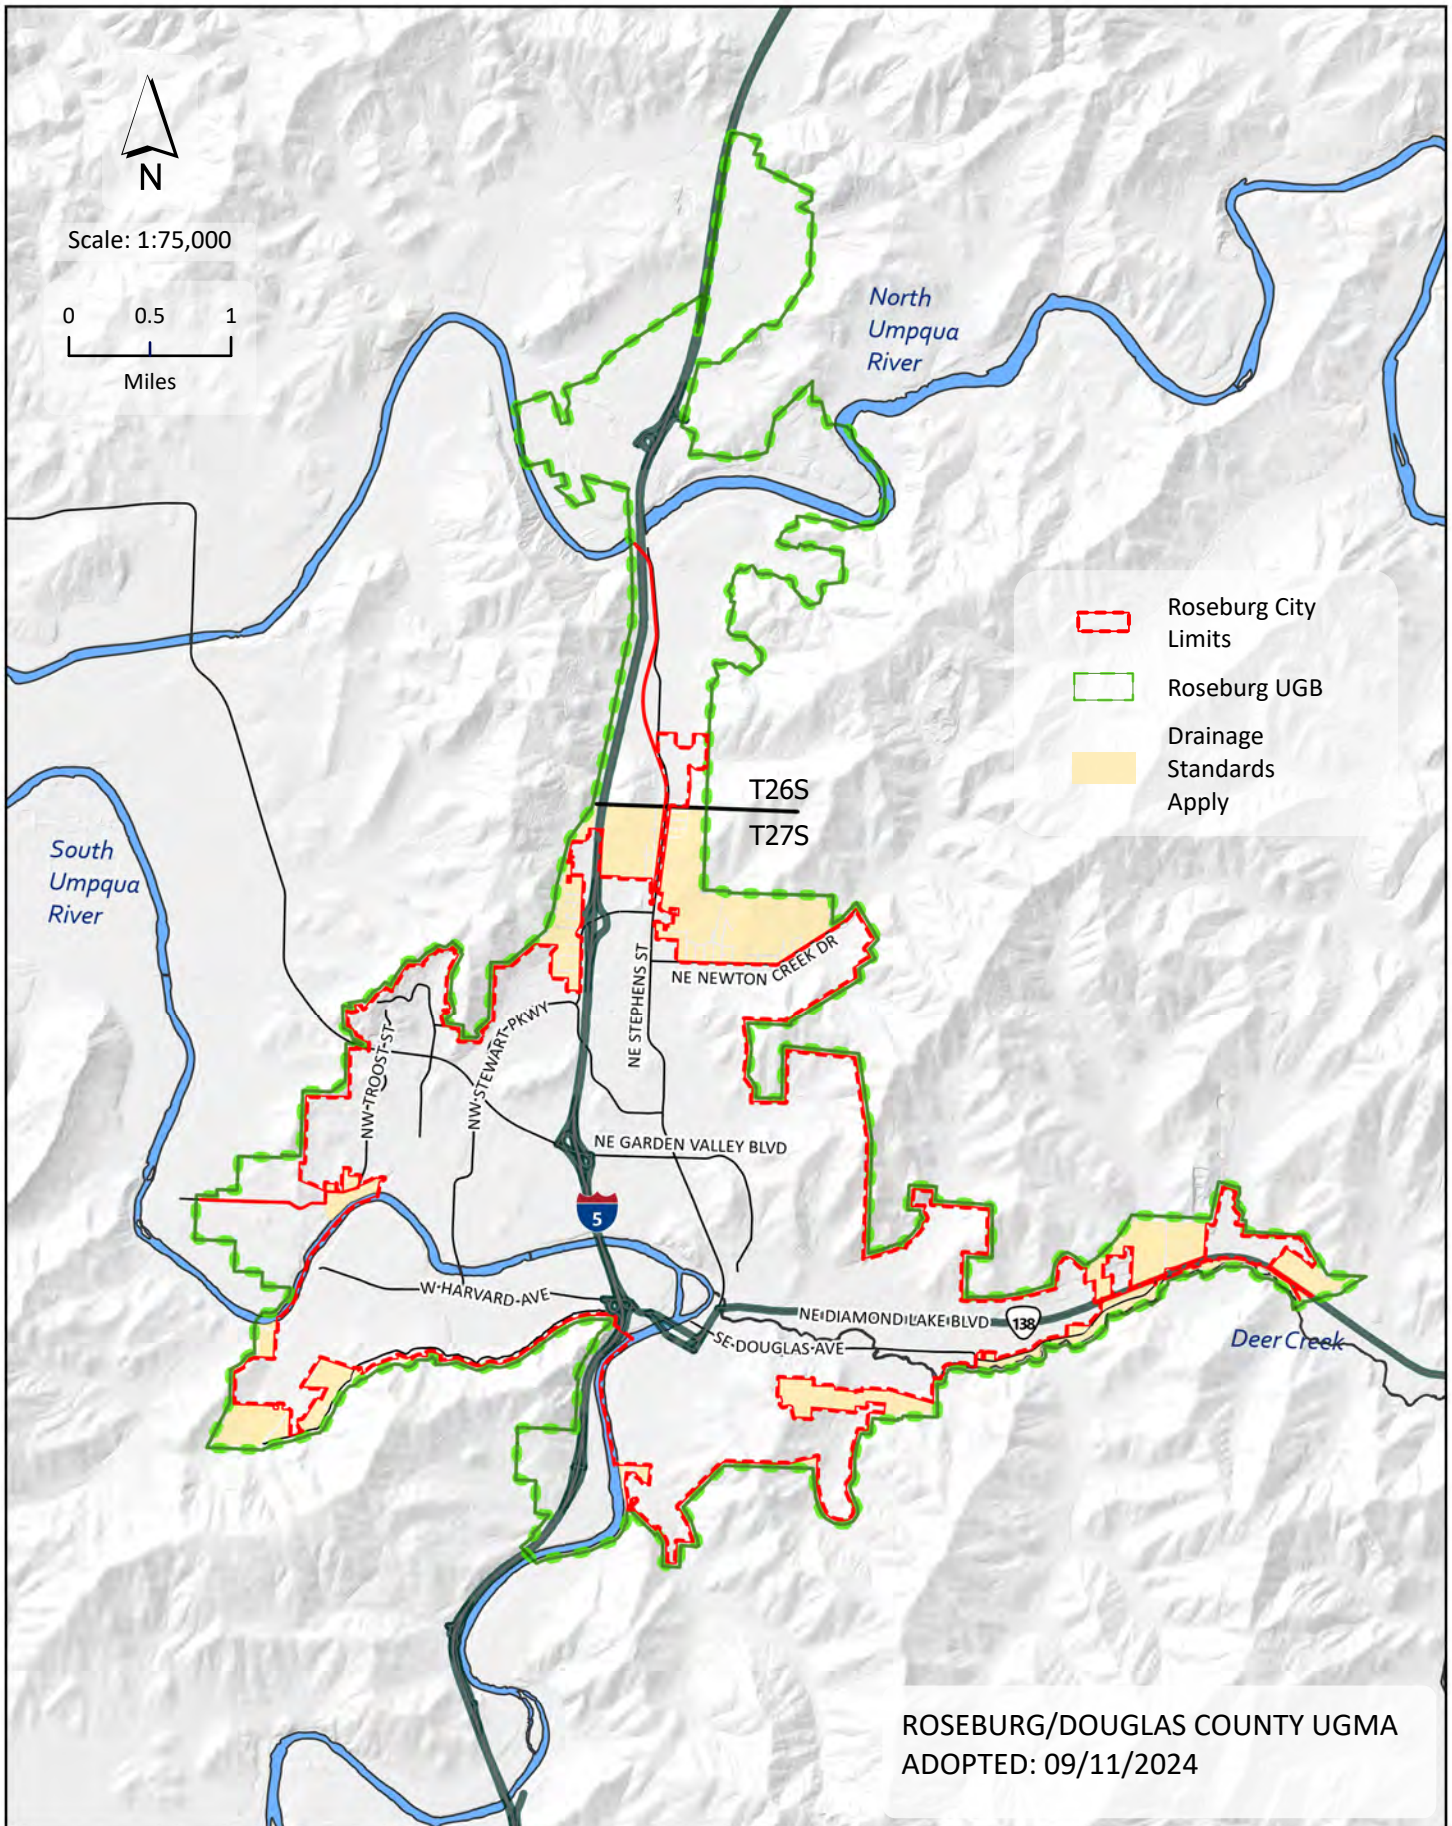 N
Scale: 1:75,000
0 0.5 1
Miles
North
Umpqua
River
Roseburg City
Limits
Roseburg UGB
Drainage
Standards
Apply
T26S
T27S
South
Umpqua
River
NE NEWTON CREEK DR
NE STEPHENS ST
NW STEWART PKWY
NW TROOST ST
NE GARDEN VALLEY BLVD
5
W HARVARD AVE
NE DIAMOND LAKE BLVD
138
SE DOUGLAS AVE
Deer Creek
ROSEBURG/DOUGLAS COUNTY UGMA
ADOPTED: 09/11/2024